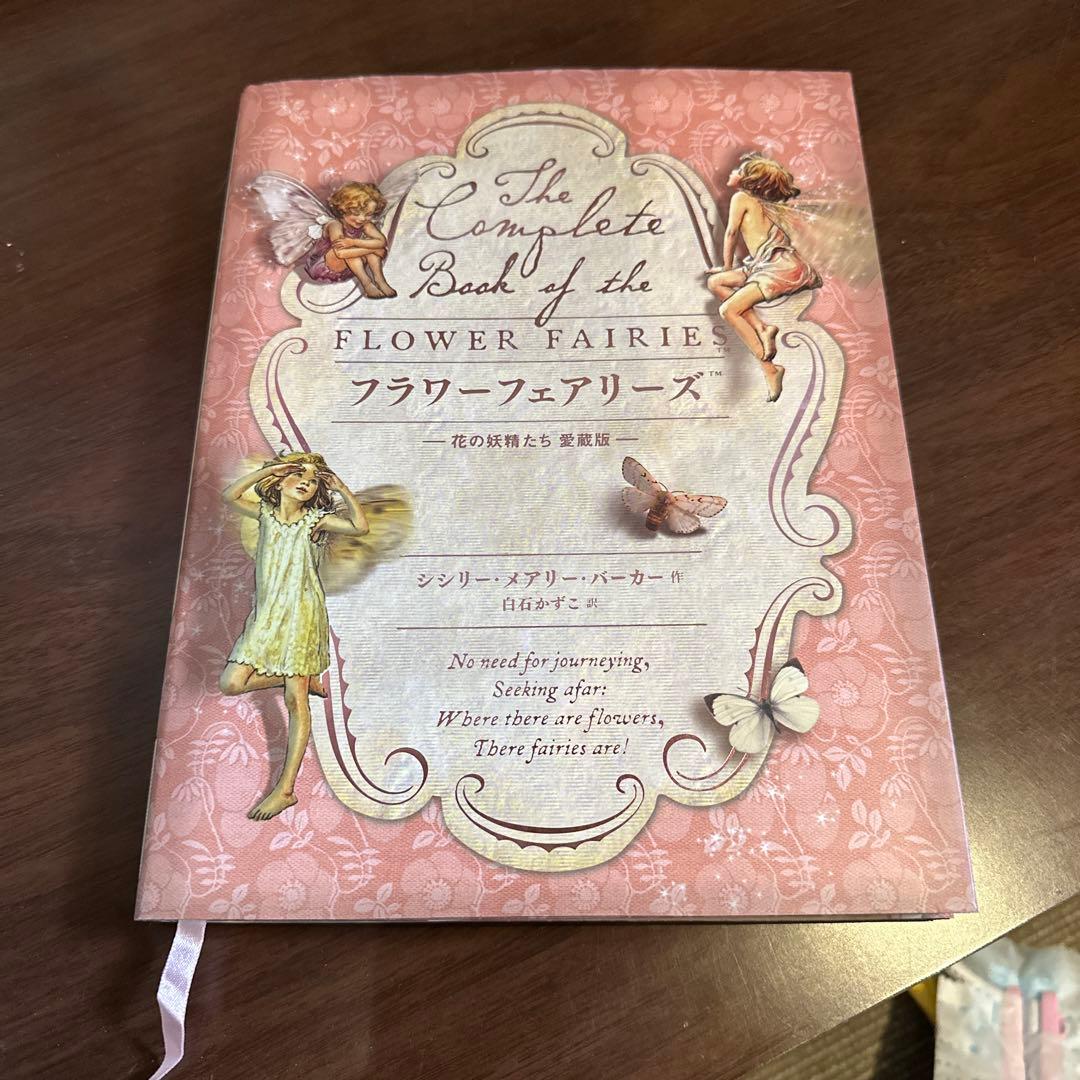 The
Complete
Book of the
FLOWER FAIRIES™
フラワーフェアリーズ™
―花の妖精たち 愛蔵版―
シシリー・メアリー・バーカー 作
白石かずこ 訳
No need for journeying,
Seeking afar:
Where there are flowers,
There fairies are!